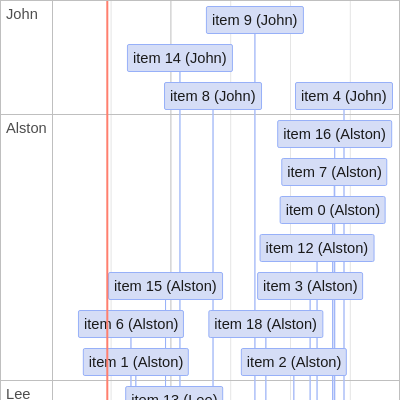 John
item 9 (John)
item 14 (John)
item 8 (John)
item 4 (John)
Alston
item 16 (Alston)
item 7 (Alston)
item 0 (Alston)
item 12 (Alston)
item 15 (Alston)
item 3 (Alston)
item 6 (Alston)
item 18 (Alston)
item 1 (Alston)
item 2 (Alston)
Lee
item 13 (Lee)